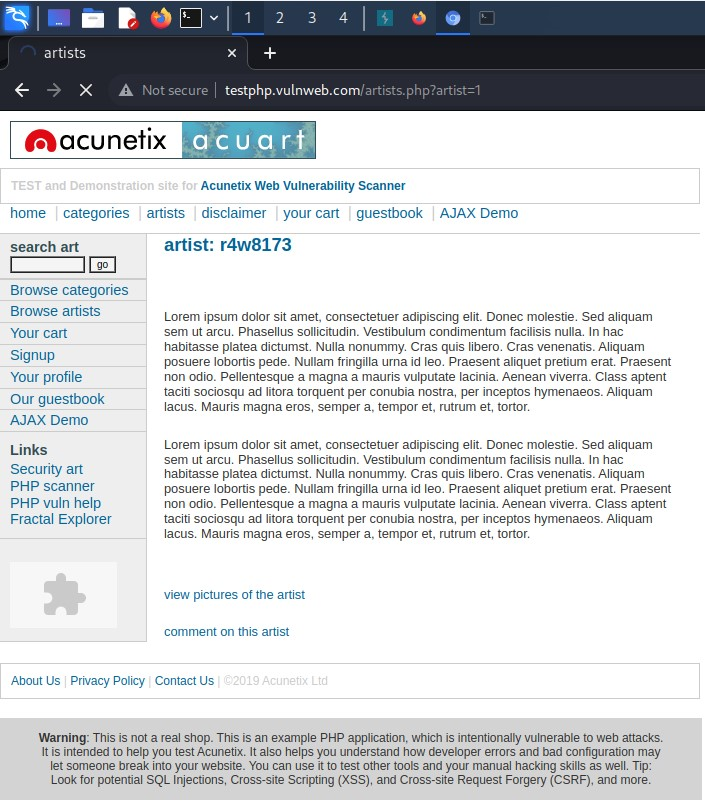 1 2 3 4
artists
Not secure testphp.vulnweb.com/artists.php?artist=1
acunetix acuart
TEST and Demonstration site for Acunetix Web Vulnerability Scanner
home | categories | artists | disclaimer | your cart | guestbook | AJAX Demo
search art
go
Browse categories
Browse artists
Your cart
Signup
Your profile
Our guestbook
AJAX Demo
Links
Security art
PHP scanner
PHP vuln help
Fractal Explorer
artist: r4w8173
Lorem ipsum dolor sit amet, consectetuer adipiscing elit. Donec molestie. Sed aliquam
sem ut arcu. Phasellus sollicitudin. Vestibulum condimentum facilisis nulla. In hac
habitasse platea dictumst. Nulla nonummy. Cras quis libero. Cras venenatis. Aliquam
posuere lobortis pede. Nullam fringilla urna id leo. Praesent aliquet pretium erat. Praesent
non odio. Pellentesque a magna a mauris vulputate lacinia. Aenean viverra. Class aptent
taciti sociosqu ad litora torquent per conubia nostra, per inceptos hymenaeos. Aliquam
lacus. Mauris magna eros, semper a, tempor et, rutrum et, tortor.
Lorem ipsum dolor sit amet, consectetuer adipiscing elit. Donec molestie. Sed aliquam
sem ut arcu. Phasellus sollicitudin. Vestibulum condimentum facilisis nulla. In hac
habitasse platea dictumst. Nulla nonummy. Cras quis libero. Cras venenatis. Aliquam
posuere lobortis pede. Nullam fringilla urna id leo. Praesent aliquet pretium erat. Praesent
non odio. Pellentesque a magna a mauris vulputate lacinia. Aenean viverra. Class aptent
taciti sociosqu ad litora torquent per conubia nostra, per inceptos hymenaeos. Aliquam
lacus. Mauris magna eros, semper a, tempor et, rutrum et, tortor.
view pictures of the artist
comment on this artist
About Us | Privacy Policy | Contact Us | ©2019 Acunetix Ltd
Warning: This is not a real shop. This is an example PHP application, which is intentionally vulnerable to web attacks.
It is intended to help you test Acunetix. It also helps you understand how developer errors and bad configuration may
let someone break into your website. You can use it to test other tools and your manual hacking skills as well. Tip:
Look for potential SQL Injections, Cross-site Scripting (XSS), and Cross-site Request Forgery (CSRF), and more.